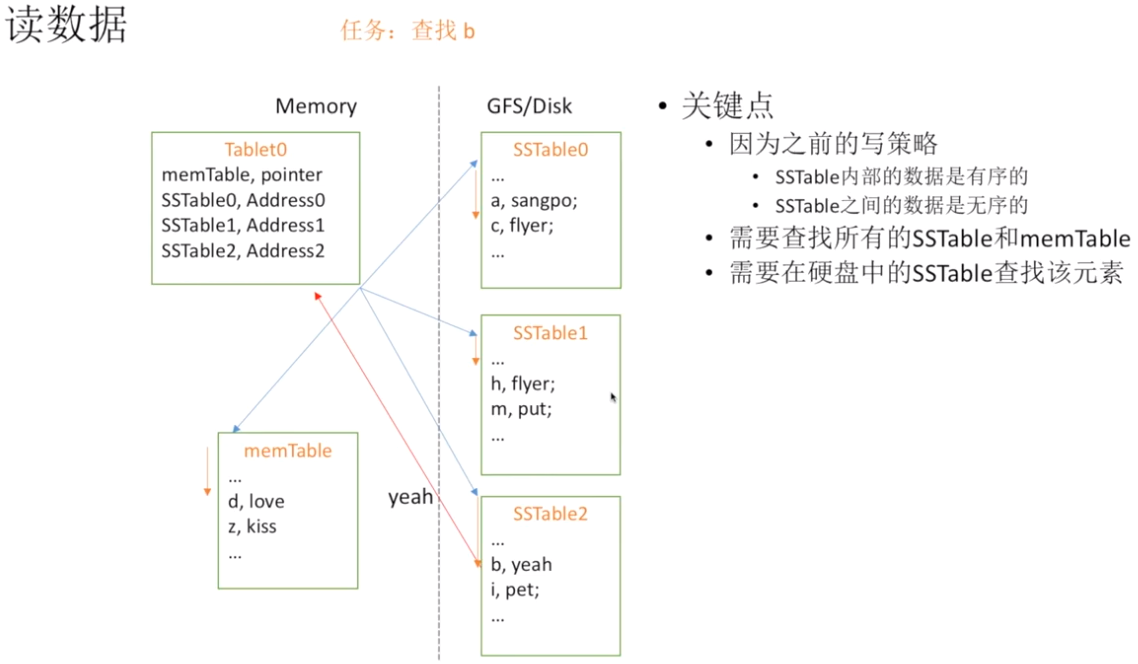 读数据
任务：查找 b
Memory
GFS/Disk
Tablet0
memTable, pointer
SSTable0, Address0
SSTable1, Address1
SSTable2, Address2
memTable
...
d, love
z, kiss
...
yeah
SSTable0
...
a, sangpo;
c, flyer;
...
SSTable1
...
h, flyer;
m, put;
...
SSTable2
...
b, yeah
i, pet;
...
• 关键点
• 因为之前的写策略
• SSTable内部的数据是有序的
• SSTable之间的数据是无序的
• 需要查找所有的SSTable和memTable
• 需要在硬盘中的SSTable查找该元素